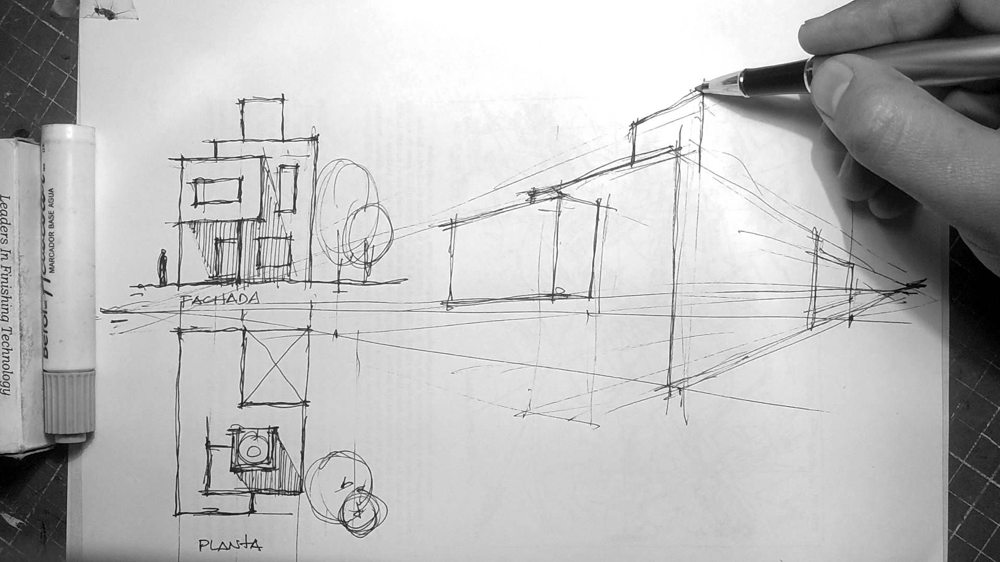 Leaders In Finishing Technology
MARCADOR BASE AGUA
FACHADA
PLANTA